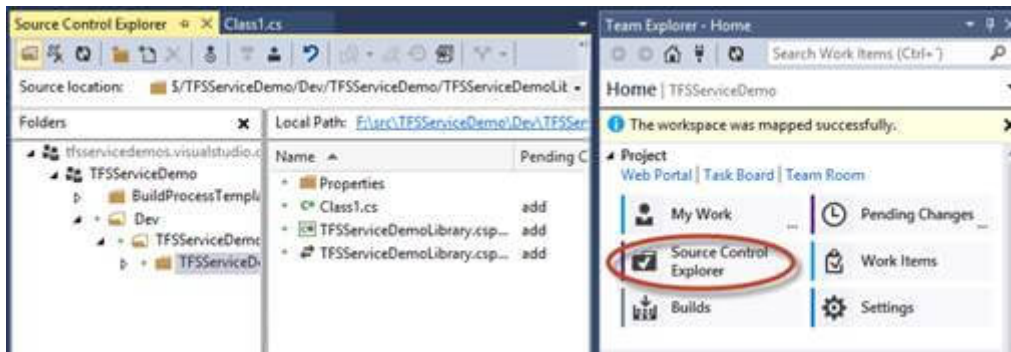 Source Control Explorer
Class1.cs
Source location: $/TFSServiceDemo/Dev/TFSServiceDemo/TFSServiceDemoLib
Folders
Local Path: F:\src\TFSServiceDemo\Dev\TFSSer
tfsservicedemos.visualstudio.c
TFSServiceDemo
BuildProcessTempla
Dev
TFSServiceDemo
TFSServiceD
Name Pending C
Properties
Class1.cs add
TFSServiceDemoLibrary.csp... add
TFSServiceDemoLibrary.csp... add
Team Explorer - Home
Search Work Items (Ctrl+')
Home | TFSServiceDemo
The workspace was mapped successfully.
Project
Web Portal | Task Board | Team Room
My Work ...
Pending Changes ...
Source Control
Explorer
Work Items
Builds
Settings